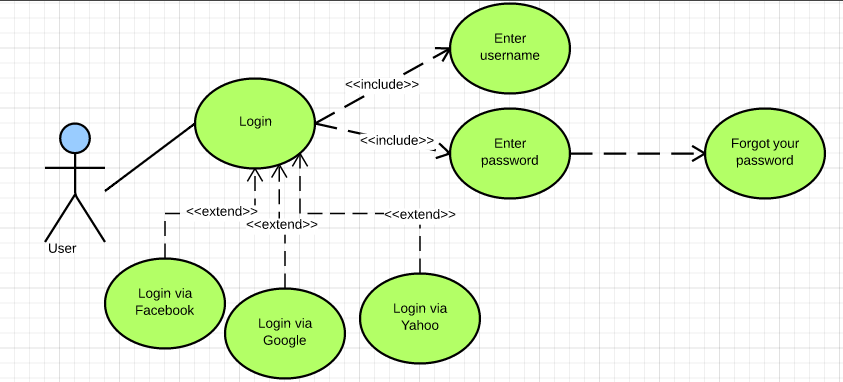 Enter
username
<<include>>
Login
<<include>>
Enter
password
Forgot your
password
User
<<extend>>
<<extend>>
<<extend>>
Login via
Facebook
Login via
Google
Login via
Yahoo